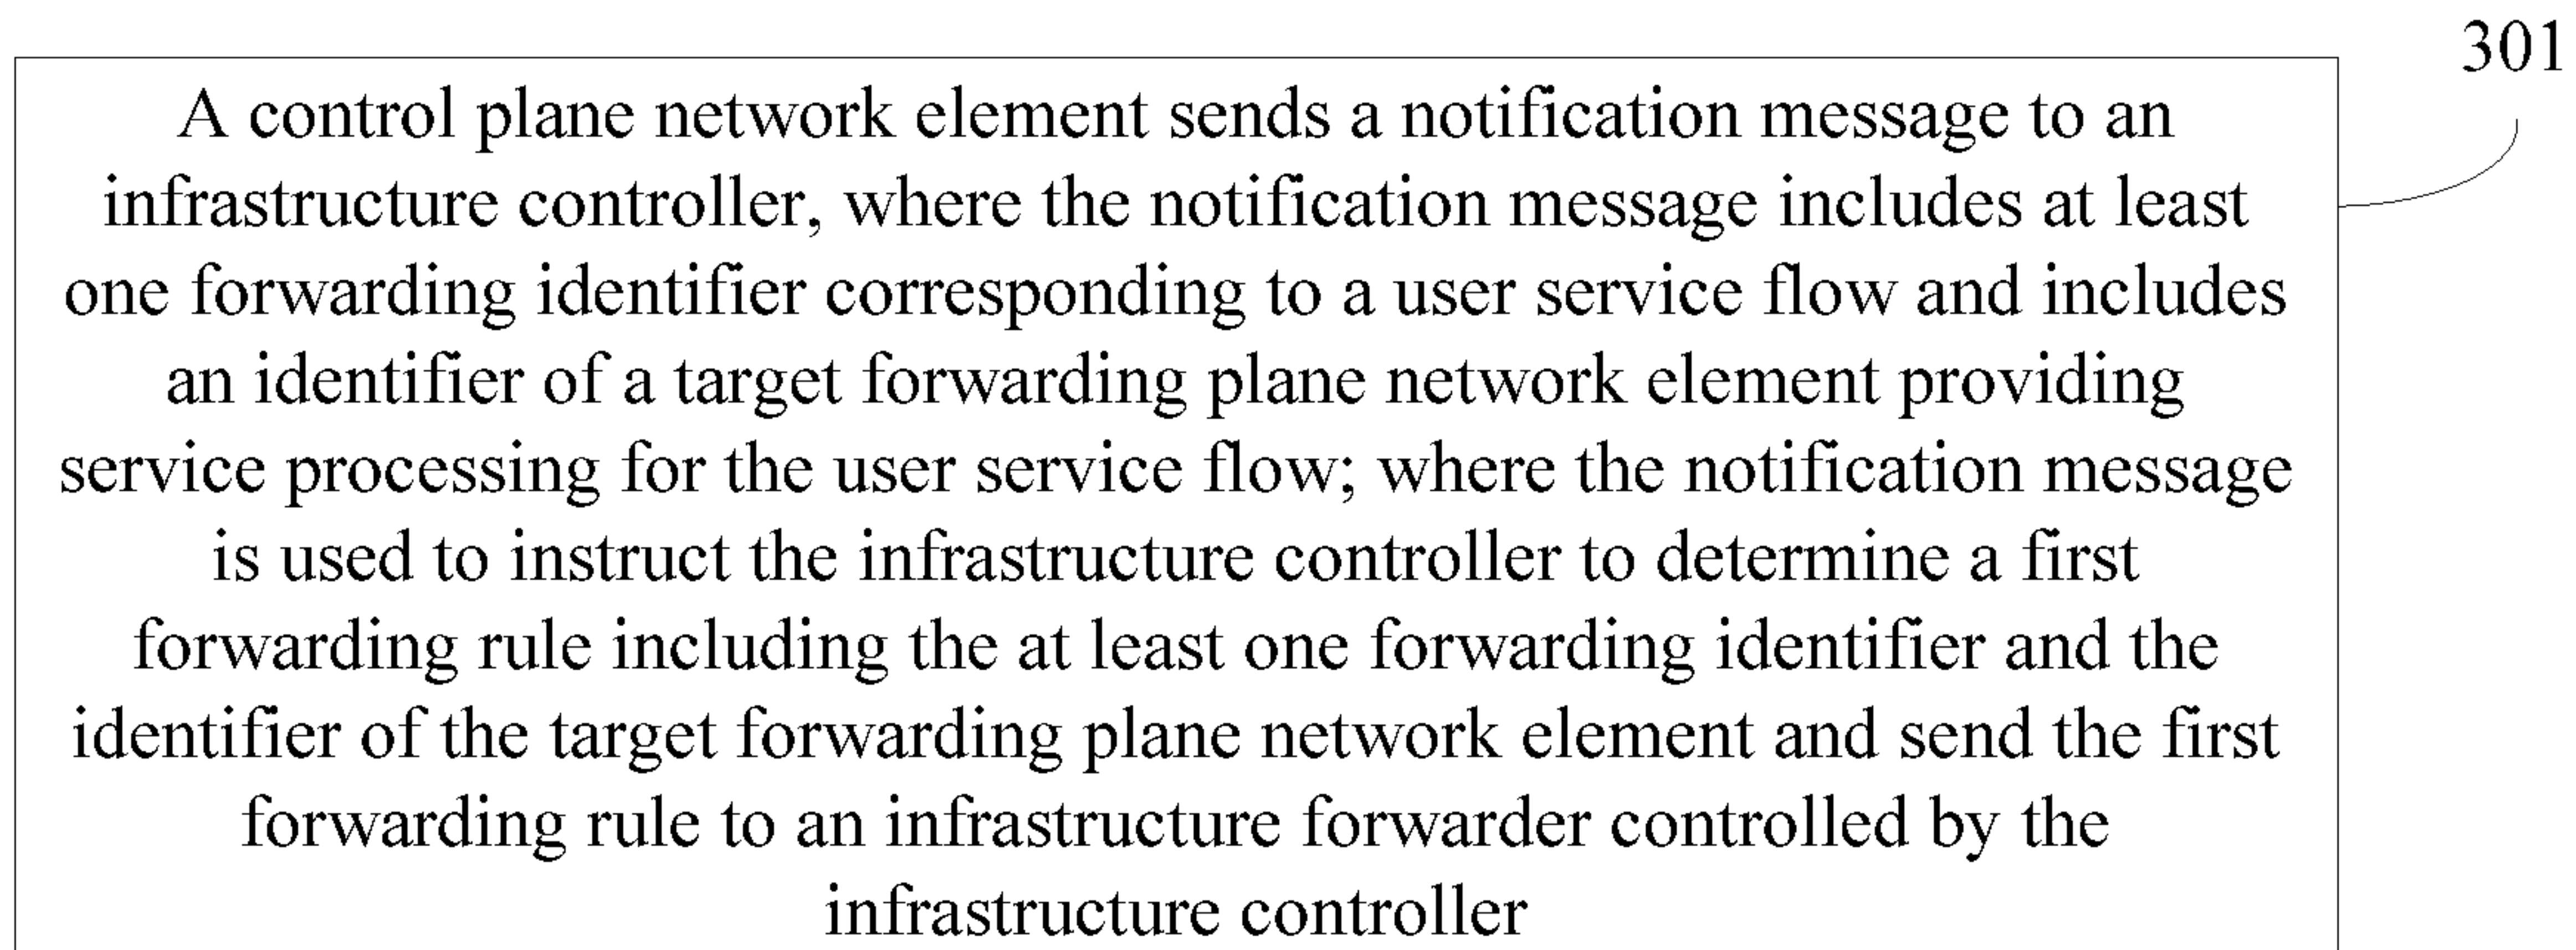 301
A control plane network element sends a notification message to an
infrastructure controller, where the notification message includes at least
one forwarding identifier corresponding to a user service flow and includes
an identifier of a target forwarding plane network element providing
service processing for the user service flow; where the notification message
is used to instruct the infrastructure controller to determine a first
forwarding rule including the at least one forwarding identifier and the
identifier of the target forwarding plane network element and send the first
forwarding rule to an infrastructure forwarder controlled by the
infrastructure controller